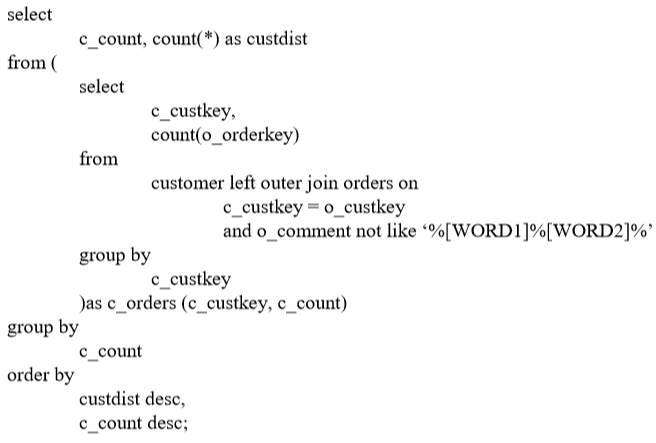 select
c_count, count(*) as custdist
from (
select
c_custkey,
count(o_orderkey)
from
customer left outer join orders on
c_custkey = o_custkey
and o_comment not like ‘%[WORD1]%[WORD2]%’
group by
c_custkey
)as c_orders (c_custkey, c_count)
group by
c_count
order by
custdist desc,
c_count desc;